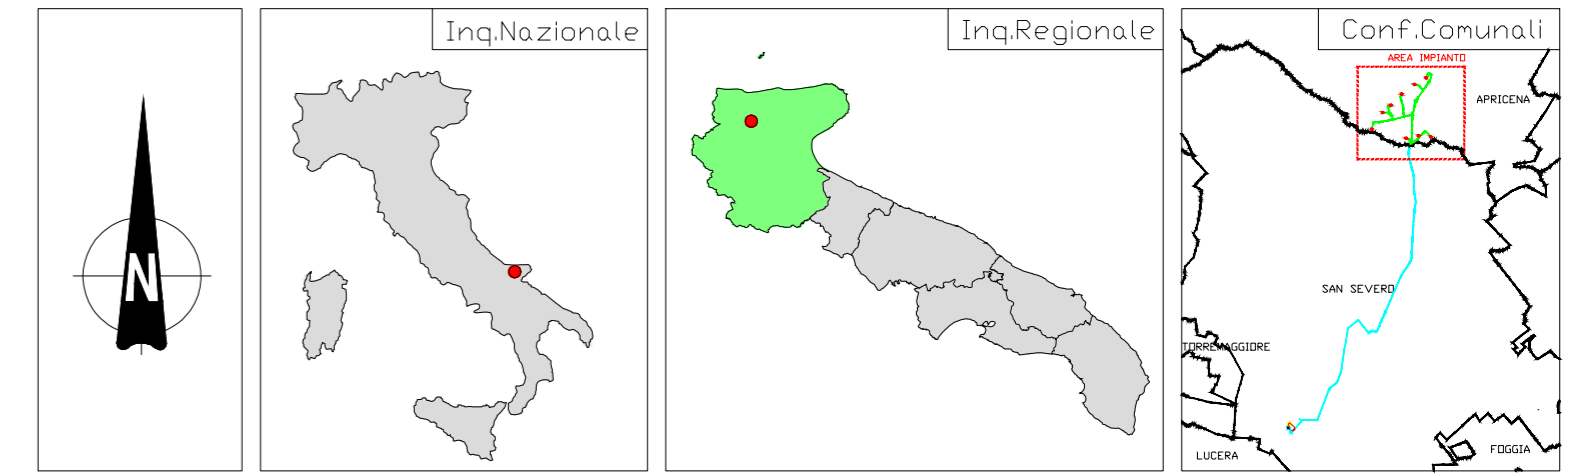 N
Inq.Nazionale
Inq.Regionale
Conf.Comunali
AREA IMPIANTO
APRICENA
SAN SEVERO
TORREMAGGIORE
LUCERA
FOGGIA